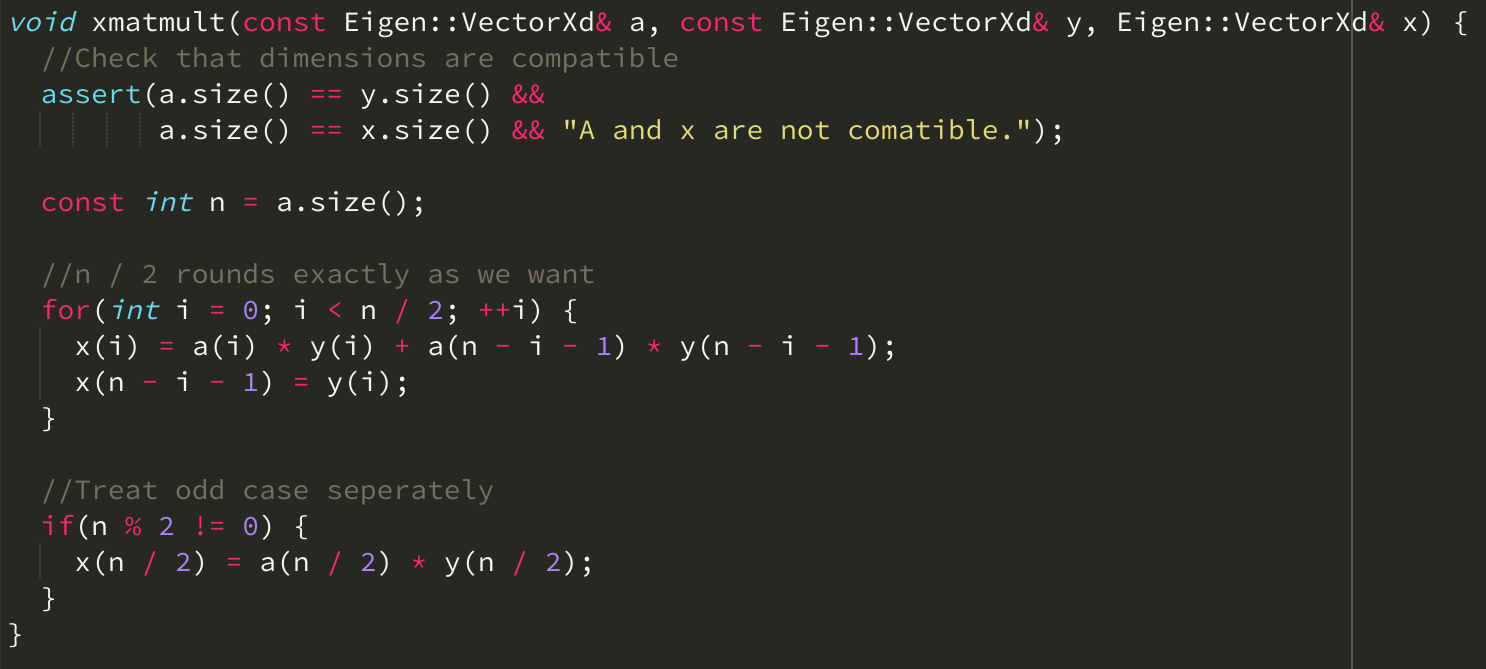 void xmatmult(const Eigen::VectorXd& a, const Eigen::VectorXd& y, Eigen::VectorXd& x) {
  //Check that dimensions are compatible
  assert(a.size() == y.size() &&
         a.size() == x.size() && "A and x are not comatible.");

  const int n = a.size();

  //n / 2 rounds exactly as we want
  for(int i = 0; i < n / 2; ++i) {
    x(i) = a(i) * y(i) + a(n - i - 1) * y(n - i - 1);
    x(n - i - 1) = y(i);
  }

  //Treat odd case seperately
  if(n % 2 != 0) {
    x(n / 2) = a(n / 2) * y(n / 2);
  }
}